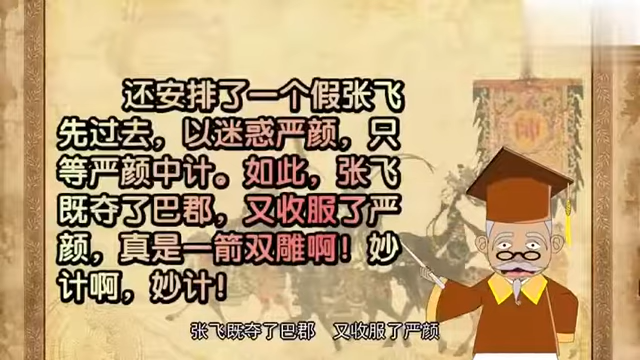 还安排了一个假张飞
先过去，以迷惑严颜，只
等严颜中计。如此，张飞
既夺了巴郡，又收服了严
颜，真是一箭双雕啊！妙
计啊，妙计！
张飞既夺了巴郡 又收服了严颜